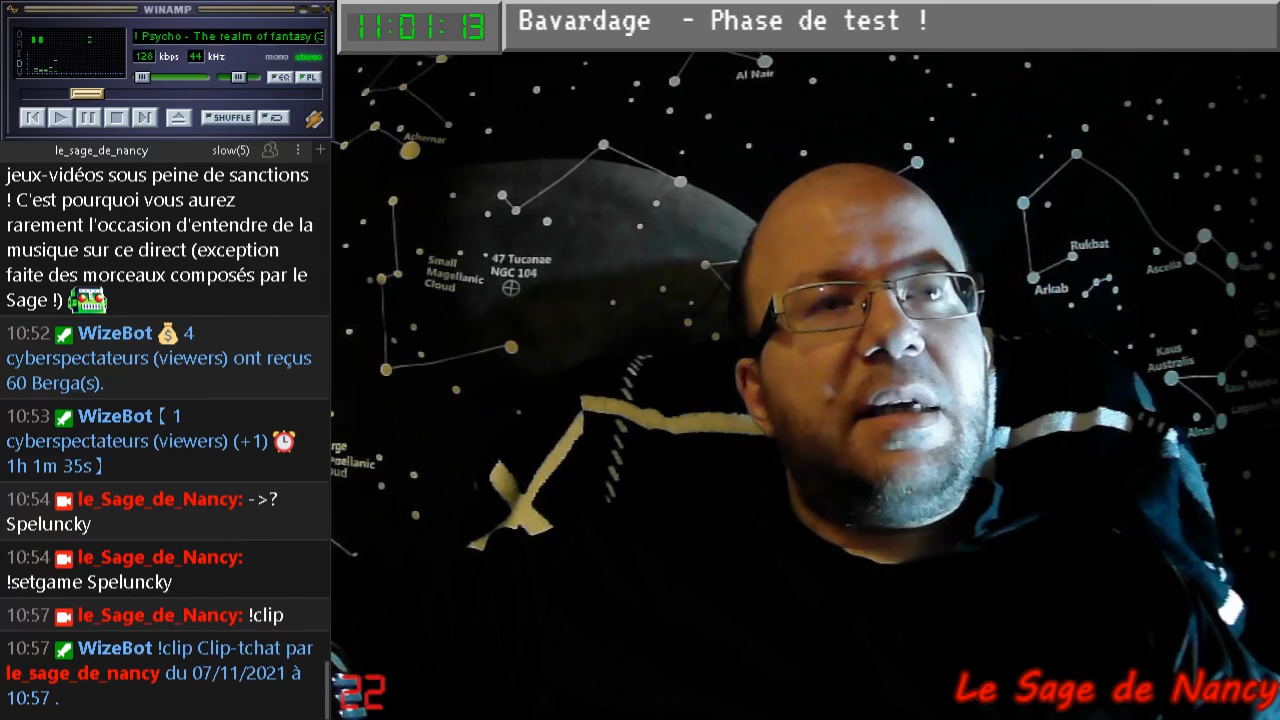 WINAMP
! Psycho - The realm of fantasy (3
128 kbps 44 kHz mono stereo
EQ PL
SHUFFLE
le_sage_de_nancy slow(5)
jeux-vidéos sous peine de sanctions
! C'est pourquoi vous aurez
rarement l'occasion d'entendre de la
musique sur ce direct (exception
faite des morceaux composés par le
Sage !)
10:52 WizeBot 4
cyberspectateurs (viewers) ont reçus
60 Berga(s).
10:53 WizeBot 【 1
cyberspectateurs (viewers) (+1)
1h 1m 35s 】
10:54 le_Sage_de_Nancy: ->?
Speluncky
10:54 le_Sage_de_Nancy:
!setgame Speluncky
10:57 le_Sage_de_Nancy: !clip
10:57 WizeBot !clip Clip-tchat par
le_sage_de_nancy du 07/11/2021 à
10:57 .
11:01:13
Bavardage - Phase de test !
Al Nair
Achernar
Small
Magellanic
Cloud
47 Tucanae
NGC 104
Rukbat
Ascella
Arkab
Kaus
Australis
22
Le Sage de Nancy